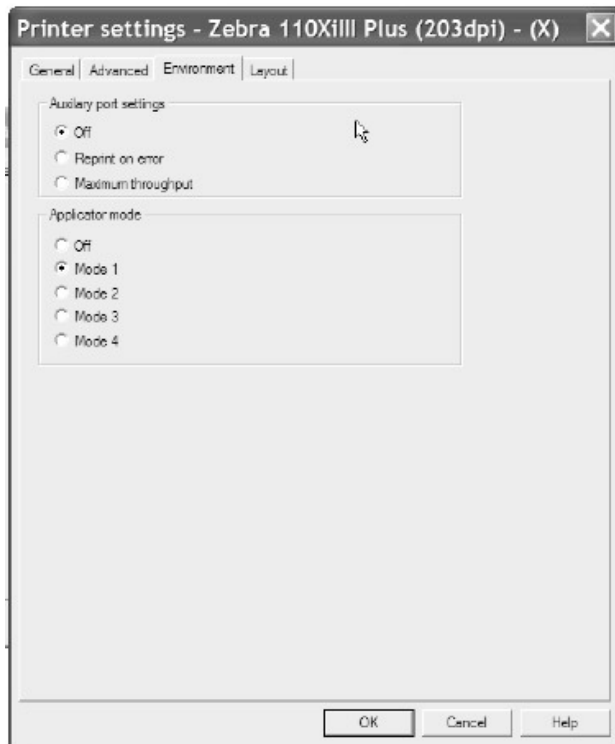 Printer settings - Zebra 110XiIII Plus (203dpi) - (X)
General Advanced Environment Layout
Auxilary port settings
Off
Reprint on error
Maximum throughput
Applicator mode
Off
Mode 1
Mode 2
Mode 3
Mode 4
OK Cancel Help